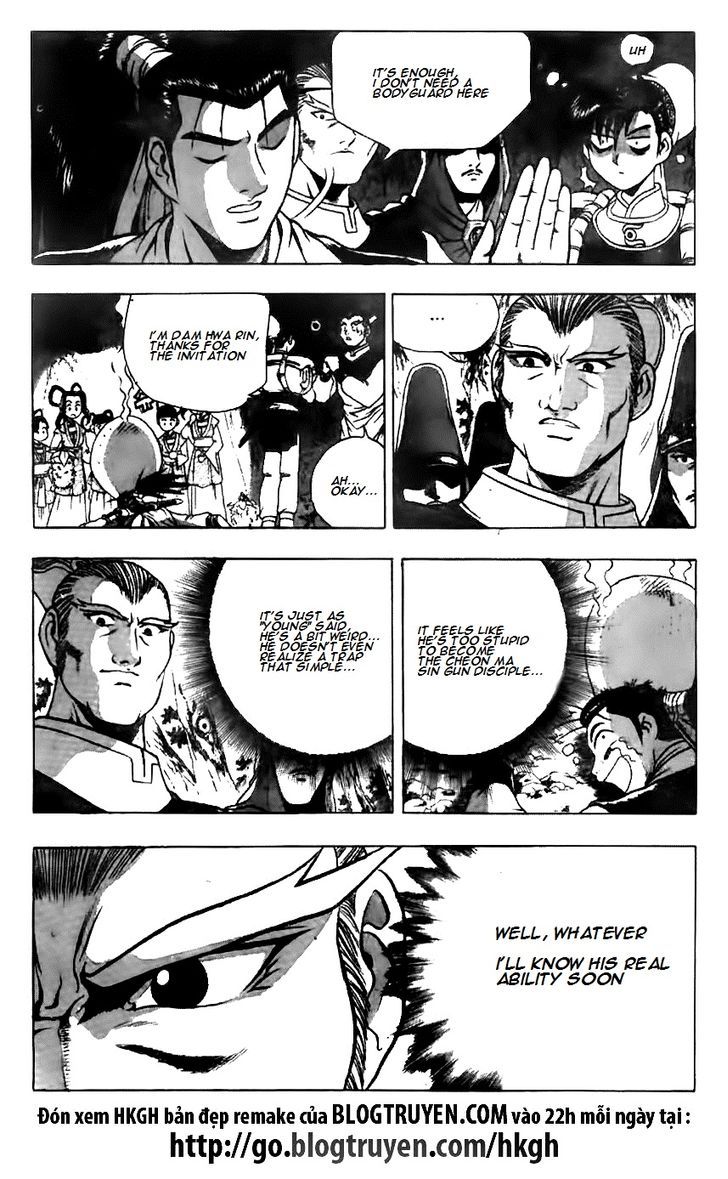 IT'S ENOUGH,
I DON'T NEED A
BODYGUARD HERE
UH
I'M DAM HWA RIN,
THANKS FOR
THE INVITATION
AH...
OKAY...
...
IT'S JUST AS
"YOUNG" SAID,
HE'S A BIT WEIRD...
HE DOESN'T EVEN
REALIZE A TRAP
THAT SIMPLE...
IT FEELS LIKE
HE'S TOO STUPID
TO BECOME
THE CHEON MA
SIN GUN DISCIPLE...
WELL, WHATEVER
I'LL KNOW HIS REAL
ABILITY SOON
Đón xem HKGH bản đẹp remake của BLOGTRUYEN.COM vào 22h mỗi ngày tại :
http://go.blogtruyen.com/hkgh